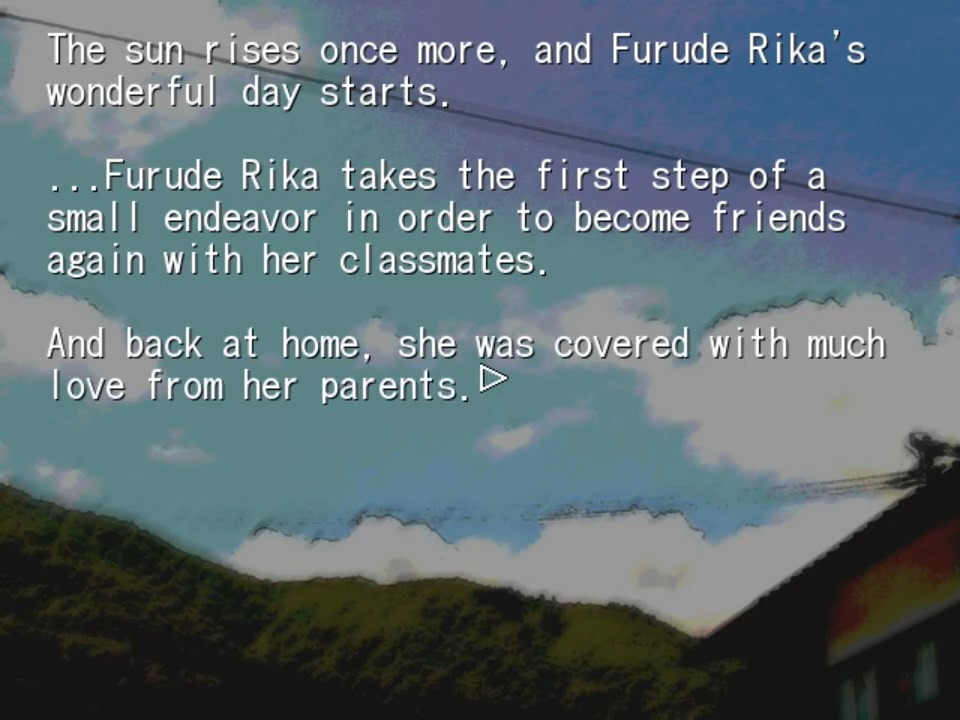 The sun rises once more, and Furude Rika's
wonderful day starts.
...Furude Rika takes the first step of a
small endeavor in order to become friends
again with her classmates.
And back at home, she was covered with much
love from her parents.